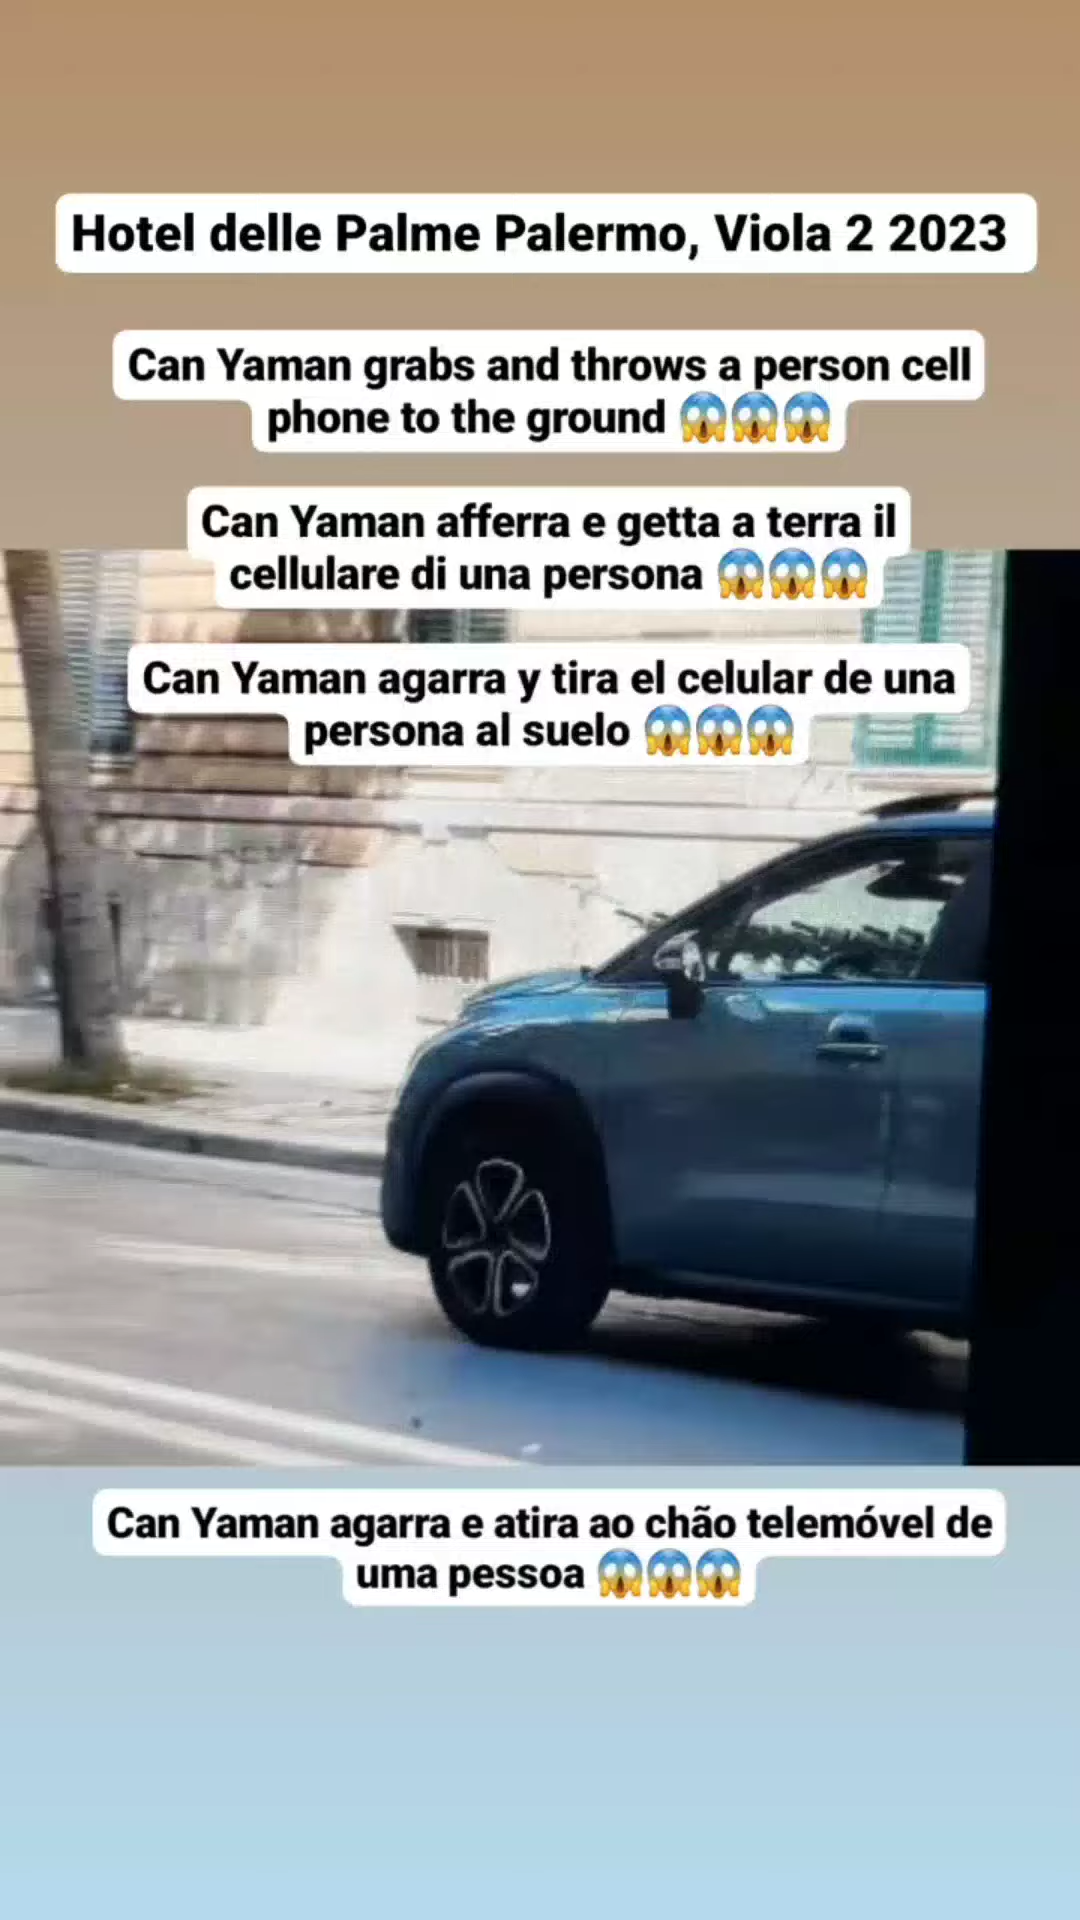 Hotel delle Palme Palermo, Viola 2 2023
Can Yaman grabs and throws a person cell
phone to the ground 😱😱😱
Can Yaman afferra e getta a terra il
cellulare di una persona 😱😱😱
Can Yaman agarra y tira el celular de una
persona al suelo 😱😱😱
Can Yaman agarra e atira ao chão telemóvel de
uma pessoa 😱😱😱